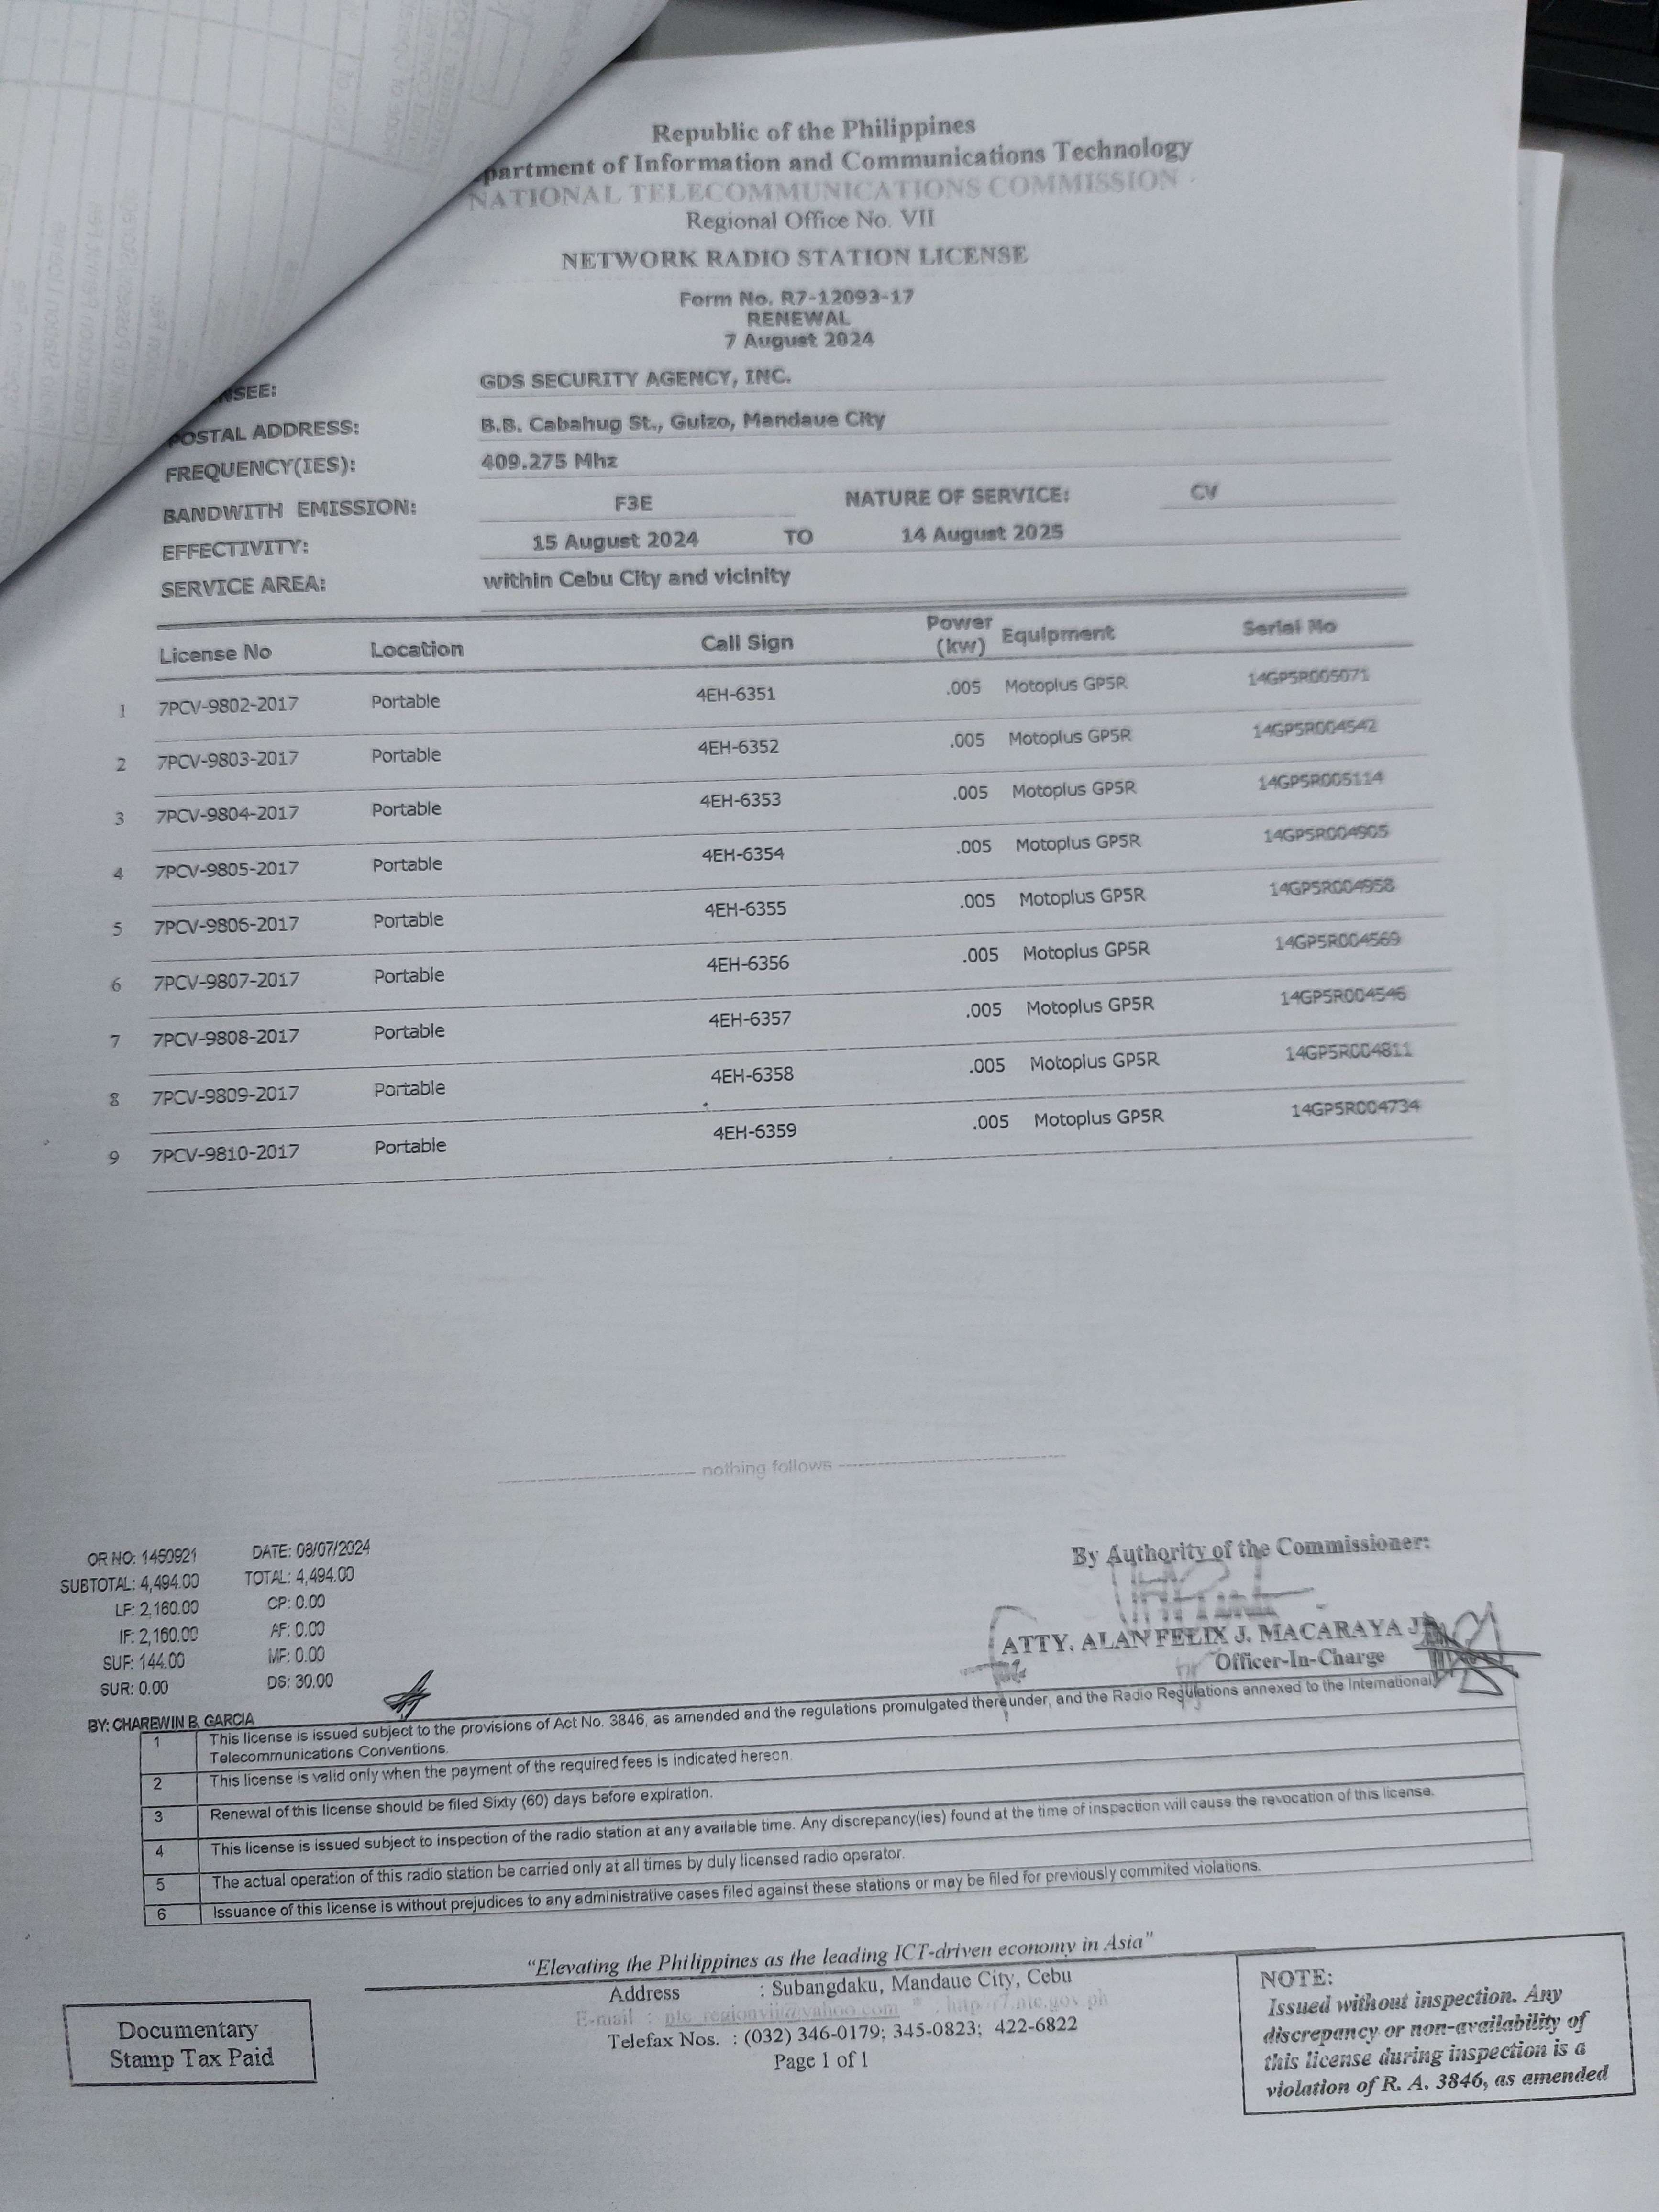 Republic of the Philippines
partment of Information and Communications Technology
NATIONAL TELECOMMUNICATIONS COMMISSION
Regional Office No. VII
NETWORK RADIO STATION LICENSE
Form No. R7-12093-17
RENEWAL
7 August 2024
NSEE: GDS SECURITY AGENCY, INC.
POSTAL ADDRESS: B.B. Cabahug St., Guizo, Mandaue City
FREQUENCY(IES): 409.275 Mhz
BANDWITH EMISSION: F3E NATURE OF SERVICE: CV
EFFECTIVITY: 15 August 2024 TO 14 August 2025
SERVICE AREA: within Cebu City and vicinity
License No Location Call Sign Power (kw) Equipment Serial No
1 7PCV-9802-2017 Portable 4EH-6351 .005 Motoplus GP5R 14GP5R005071
2 7PCV-9803-2017 Portable 4EH-6352 .005 Motoplus GP5R 14GP5R004542
3 7PCV-9804-2017 Portable 4EH-6353 .005 Motoplus GP5R 14GP5R005114
4 7PCV-9805-2017 Portable 4EH-6354 .005 Motoplus GP5R 14GP5R004905
5 7PCV-9806-2017 Portable 4EH-6355 .005 Motoplus GP5R 14GP5R004958
6 7PCV-9807-2017 Portable 4EH-6356 .005 Motoplus GP5R 14GP5R004569
7 7PCV-9808-2017 Portable 4EH-6357 .005 Motoplus GP5R 14GP5R004546
8 7PCV-9809-2017 Portable 4EH-6358 .005 Motoplus GP5R 14GP5R004811
9 7PCV-9810-2017 Portable 4EH-6359 .005 Motoplus GP5R 14GP5R004734
nothing follows
OR NO: 1450921 DATE: 08/07/2024
SUBTOTAL: 4,494.00 TOTAL: 4,494.00
LF: 2,160.00 CP: 0.00
IF: 2,160.00 AF: 0.00
SUF: 144.00 MF: 0.00
SUR: 0.00 DS: 30.00
BY: CHAREWIN B. GARCIA
By Authority of the Commissioner:
ATTY. ALAN FELIX J. MACARAYA
Officer-In-Charge
1 This license is issued subject to the provisions of Act No. 3846, as amended and the regulations promulgated thereunder, and the Radio Regulations annexed to the International
Telecommunications Conventions.
2 This license is valid only when the payment of the required fees is indicated hereon.
3 Renewal of this license should be filed Sixty (60) days before expiration.
4 This license is issued subject to inspection of the radio station at any available time. Any discrepancy(ies) found at the time of inspection will cause the revocation of this license.
5 The actual operation of this radio station be carried only at all times by duly licensed radio operator.
6 Issuance of this license is without prejudices to any administrative cases filed against these stations or may be filed for previously commited violations.
"Elevating the Philippines as the leading ICT-driven economy in Asia"
Address : Subangdaku, Mandaue City, Cebu
E-mail : ntc_regionvii@yahoo.com * : http://r7.ntc.gov.ph
Telefax Nos. : (032) 346-0179; 345-0823; 422-6822
Page 1 of 1
Documentary
Stamp Tax Paid
NOTE:
Issued without inspection. Any
discrepancy or non-availability of
this license during inspection is a
violation of R. A. 3846, as amended